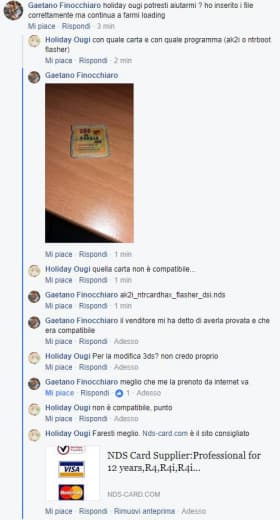 Gaetano Finocchiaro holiday ougi potresti aiutarmi ? ho inserito i file
correttamente ma continua a farmi loading
Mi piace · Rispondi · 3 min
Holiday Ougi con quale carta e con quale programma (ak2i o ntrboot
flasher)
Mi piace · Rispondi · 2 min
Gaetano Finocchiaro
Mi piace · Rispondi · 1 min
Holiday Ougi quella carta non è compatibile...
Mi piace · Rispondi · 1 min
Gaetano Finocchiaro ak2i_ntrcardhax_flasher_dsi.nds
Mi piace · Rispondi · 1 min
Gaetano Finocchiaro il venditore mi ha detto di averla provata e che
era compatibile
Mi piace · Rispondi · Adesso
Holiday Ougi Per la modifica 3ds? non credo proprio
Mi piace · Rispondi · Adesso
Gaetano Finocchiaro meglio che me la prenoto da internet va
Mi piace · Rispondi · 1 · Adesso
Holiday Ougi non è compatibile, punto
Mi piace · Rispondi · Adesso
Holiday Ougi Faresti meglio. Nds-card.com è il sito consigliato
VISA
MasterCard
NDS Card Supplier:Professional for
12 years,R4,R4i,R4i...
NDS-CARD.COM
Mi piace · Rispondi · Rimuovi anteprima · Adesso